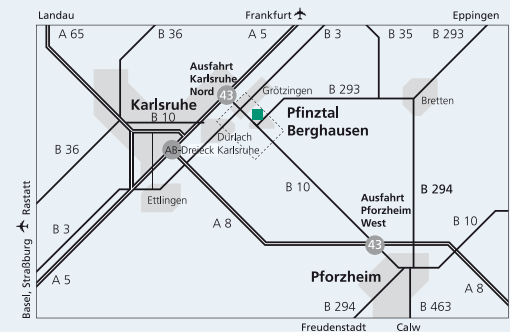 Landau
Frankfurt
Eppingen
A 65
B 36
A 5
B 3
B 35
B 293
Ausfahrt
Karlsruhe
Nord
43
Grötzingen
B 293
Bretten
Karlsruhe
B 10
Pfinztal
Berghausen
Durlach
AB-Dreieck Karlsruhe
B 36
Ettlingen
B 10
B 294
Ausfahrt
Pforzheim
West
43
B 10
B 3
A 8
A 5
Pforzheim
A 8
B 294
B 463
Freudenstadt
Calw
Basel, Straßburg Rastatt